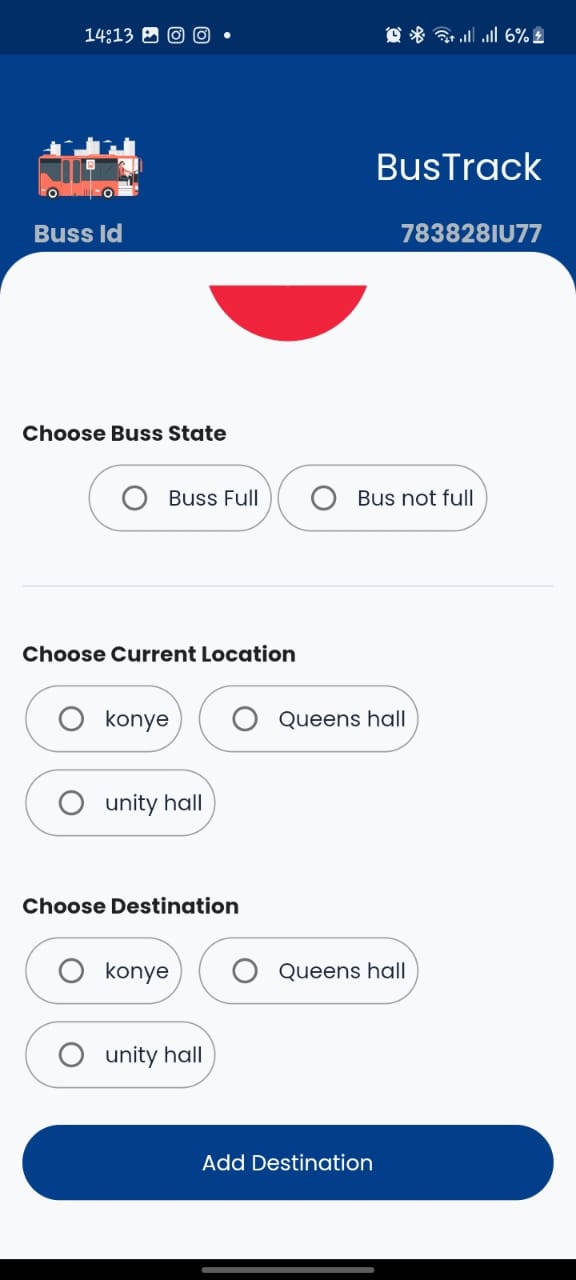 14:13 6%
BusTrack
Buss Id 783828IU77
Choose Buss State
Buss Full Bus not full
Choose Current Location
konye Queens hall
unity hall
Choose Destination
konye Queens hall
unity hall
Add Destination